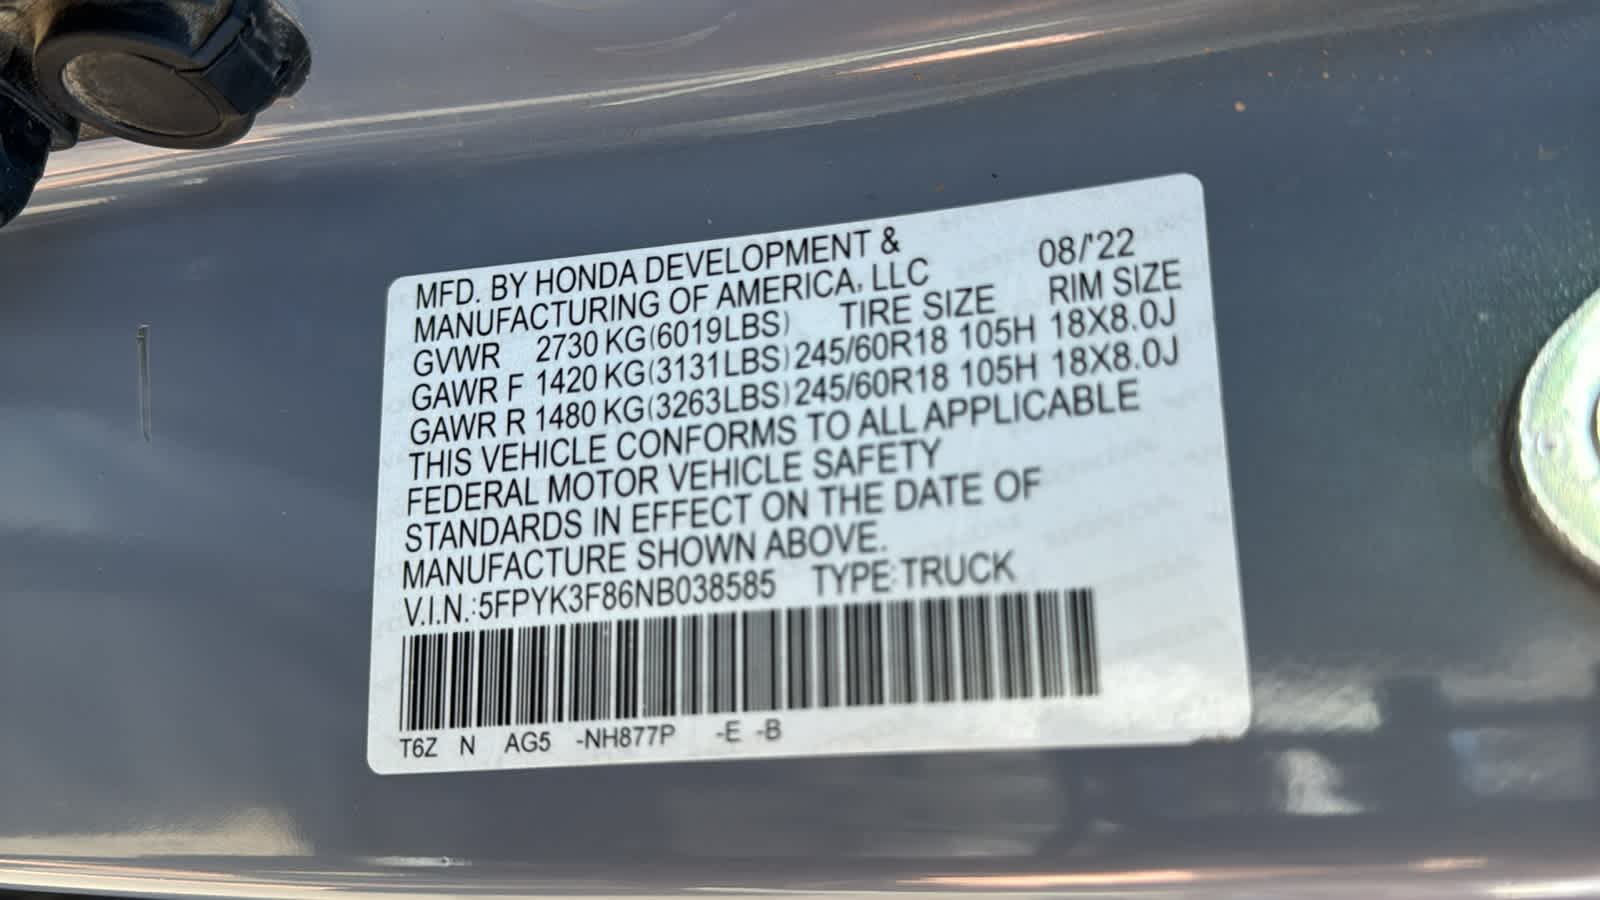 MFD. BY HONDA DEVELOPMENT & 08/'22
MANUFACTURING OF AMERICA, LLC
GVWR 2730 KG(6019LBS) TIRE SIZE RIM SIZE
GAWR F 1420 KG(3131LBS) 245/60R18 105H 18X8.0J
GAWR R 1480 KG(3263LBS) 245/60R18 105H 18X8.0J
THIS VEHICLE CONFORMS TO ALL APPLICABLE
FEDERAL MOTOR VEHICLE SAFETY
STANDARDS IN EFFECT ON THE DATE OF
MANUFACTURE SHOWN ABOVE.
V.I.N.:5FPYK3F86NB038585 TYPE:TRUCK
T6Z N AG5 -NH877P -E -B